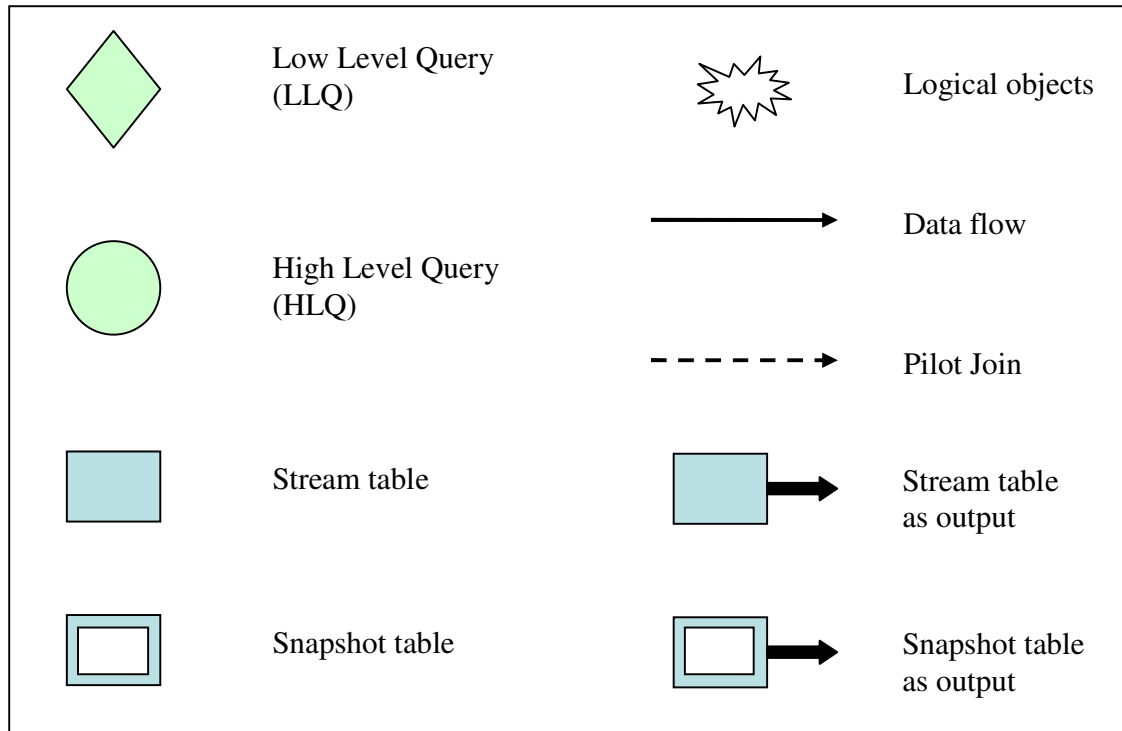 Low Level Query
(LLQ)
Logical objects
High Level Query
(HLQ)
Data flow
Pilot Join
Stream table
Stream table
as output
Snapshot table
Snapshot table
as output